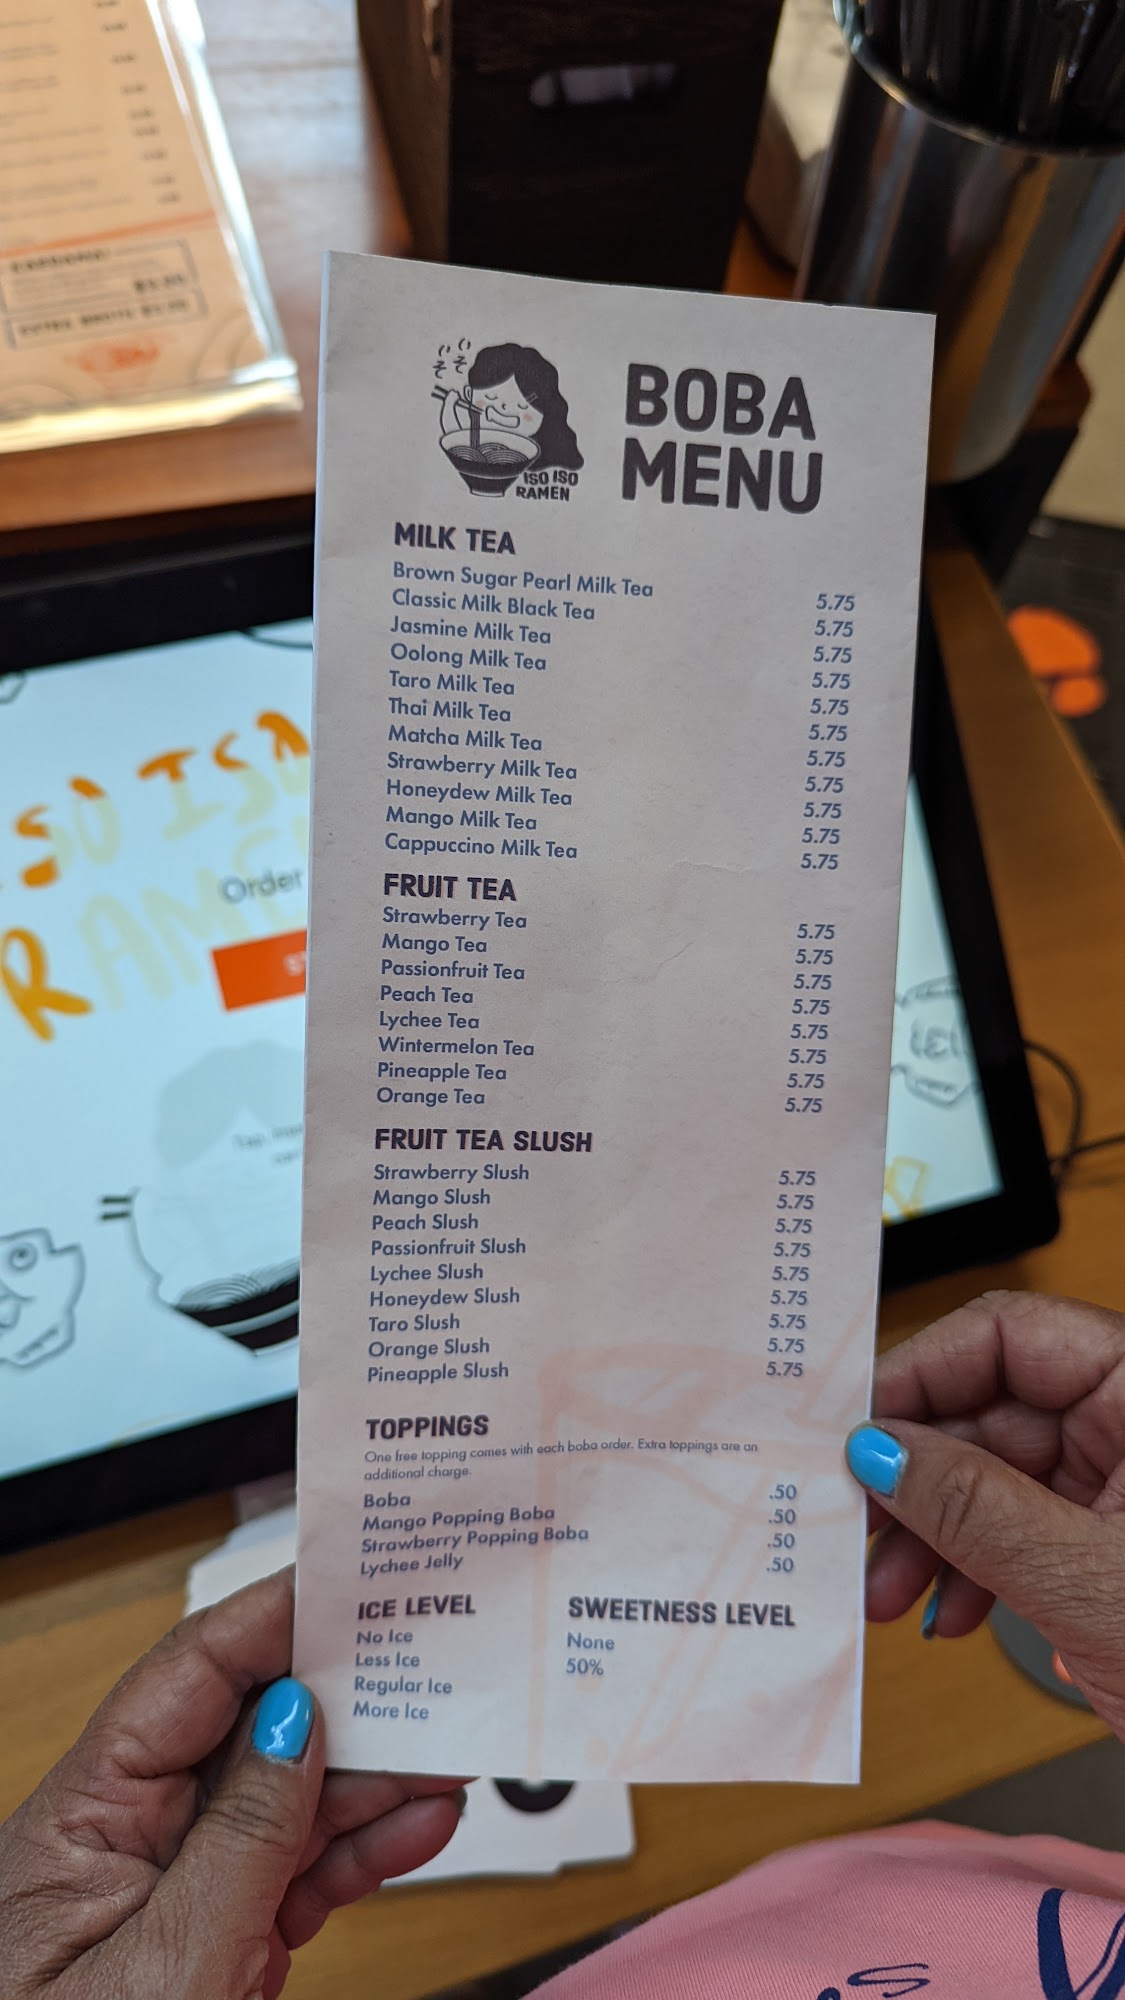 EXTRA BROTH
いそ いそ
ISO ISO
RAMEN
BOBA
MENU
MILK TEA
Brown Sugar Pearl Milk Tea 5.75
Classic Milk Black Tea 5.75
Jasmine Milk Tea 5.75
Oolong Milk Tea 5.75
Taro Milk Tea 5.75
Thai Milk Tea 5.75
Matcha Milk Tea 5.75
Strawberry Milk Tea 5.75
Honeydew Milk Tea 5.75
Mango Milk Tea 5.75
Cappuccino Milk Tea 5.75
FRUIT TEA
Strawberry Tea 5.75
Mango Tea 5.75
Passionfruit Tea 5.75
Peach Tea 5.75
Lychee Tea 5.75
Wintermelon Tea 5.75
Pineapple Tea 5.75
Orange Tea 5.75
FRUIT TEA SLUSH
Strawberry Slush 5.75
Mango Slush 5.75
Peach Slush 5.75
Passionfruit Slush 5.75
Lychee Slush 5.75
Honeydew Slush 5.75
Taro Slush 5.75
Orange Slush 5.75
Pineapple Slush 5.75
TOPPINGS
One free topping comes with each boba order. Extra toppings are an
additional charge.
Boba .50
Mango Popping Boba .50
Strawberry Popping Boba .50
Lychee Jelly .50
ICE LEVEL
No Ice
Less Ice
Regular Ice
More Ice
SWEETNESS LEVEL
None
50%
SO ISO
RAME
Order